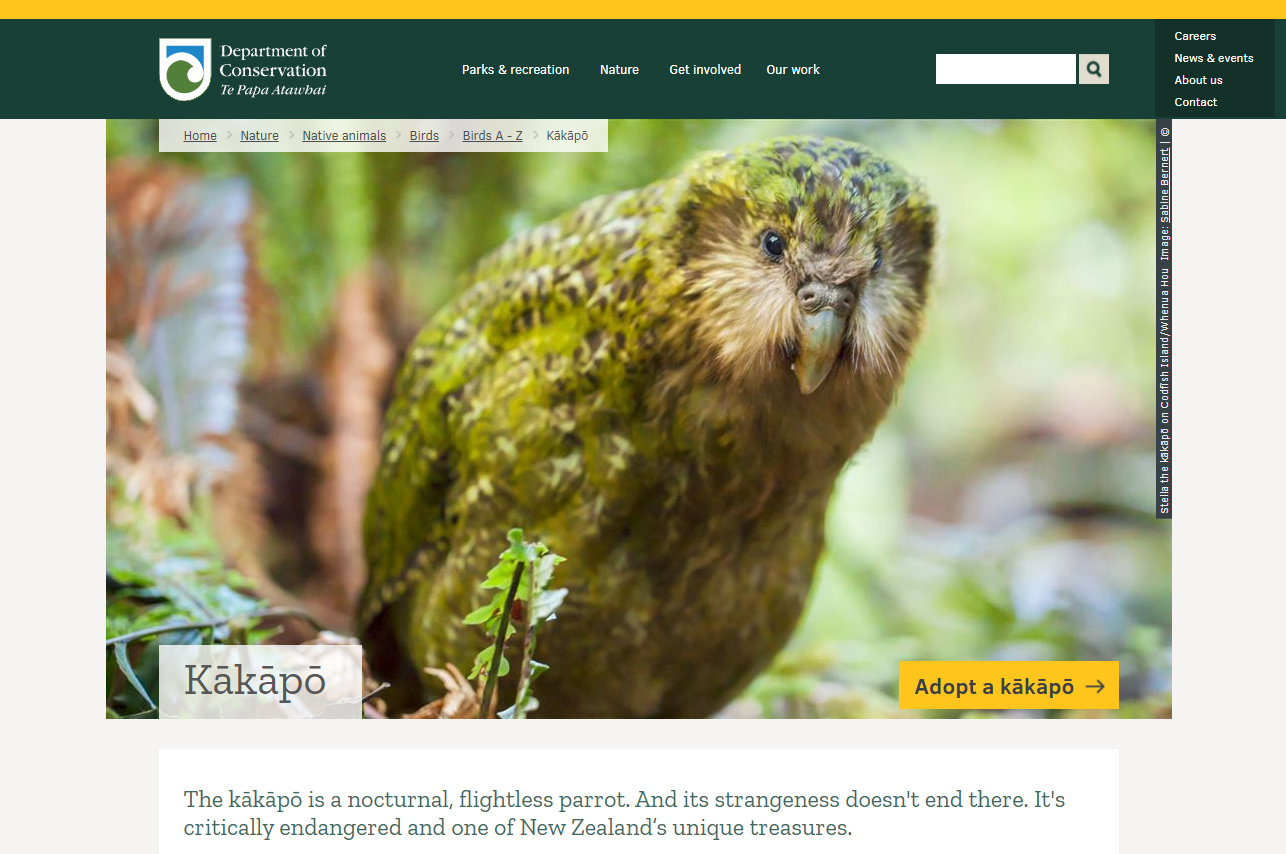 Department of
Conservation
Te Papa Atawhai
Parks & recreation
Nature
Get involved
Our work
Careers
News & events
About us
Contact
Home > Nature > Native animals > Birds > Birds A - Z > Kākāpō
Stella the kākāpō on Codfish Island/Whenua Hou Image: Sabine Bernert | ©
Kākāpō
Adopt a kākāpō →
The kākāpō is a nocturnal, flightless parrot. And its strangeness doesn't end there. It's
critically endangered and one of New Zealand’s unique treasures.